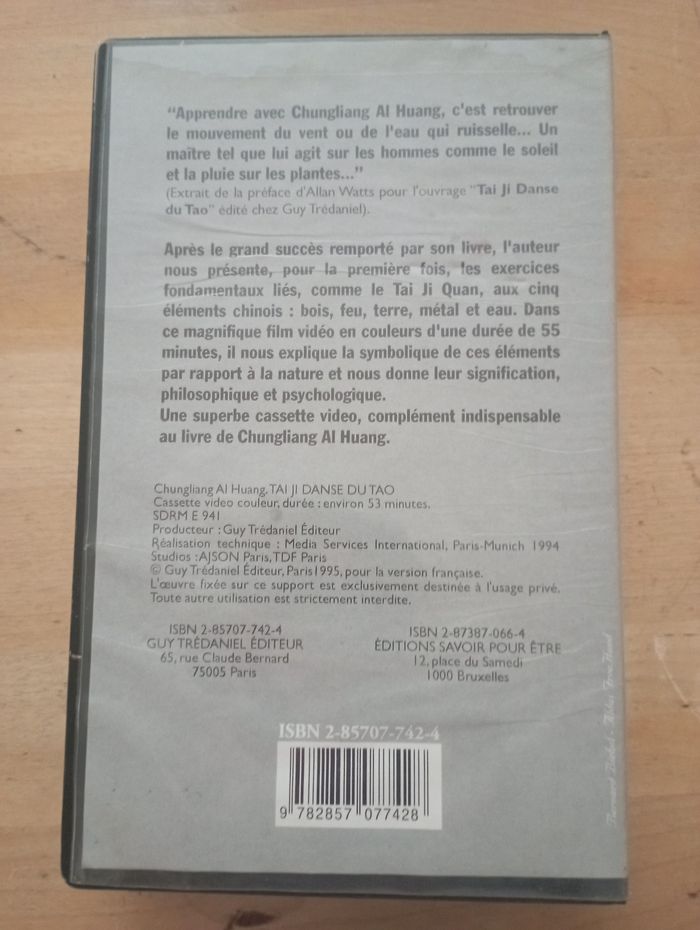 “Apprendre avec Chungliang Al Huang, c'est retrouver
le mouvement du vent ou de l'eau qui ruisselle... Un
maître tel que lui agit sur les hommes comme le soleil
et la pluie sur les plantes...”
(Extrait de la préface d'Allan Watts pour l'ouvrage “Tai Ji Danse
du Tao” édité chez Guy Trédaniel).
Après le grand succès remporté par son livre, l'auteur
nous présente, pour la première fois, les exercices
fondamentaux liés, comme le Tai Ji Quan, aux cinq
éléments chinois : bois, feu, terre, métal et eau. Dans
ce magnifique film vidéo en couleurs d'une durée de 55
minutes, il nous explique la symbolique de ces éléments
par rapport à la nature et nous donne leur signification,
philosophique et psychologique.
Une superbe cassette video, complément indispensable
au livre de Chungliang Al Huang.
Chungliang Al Huang, TAI JI DANSE DU TAO
Cassette video couleur, durée : environ 53 minutes.
SDRM E 941
Producteur : Guy Trédaniel Éditeur
Réalisation technique : Media Services International, Paris-Munich 1994
Studios : AJSON Paris, TDF Paris
© Guy Trédaniel Éditeur, Paris1995, pour la version française.
L'œuvre fixée sur ce support est exclusivement destinée à l'usage privé.
Toute autre utilisation est strictement interdite.
ISBN 2-85707-742-4
GUY TRÉDANIEL ÉDITEUR
65, rue Claude Bernard
75005 Paris
ISBN 2-87387-066-4
ÉDITIONS SAVOIR POUR ÊTRE
12, place du Samedi
1000 Bruxelles
ISBN 2-85707-742-4
9 782857 077428